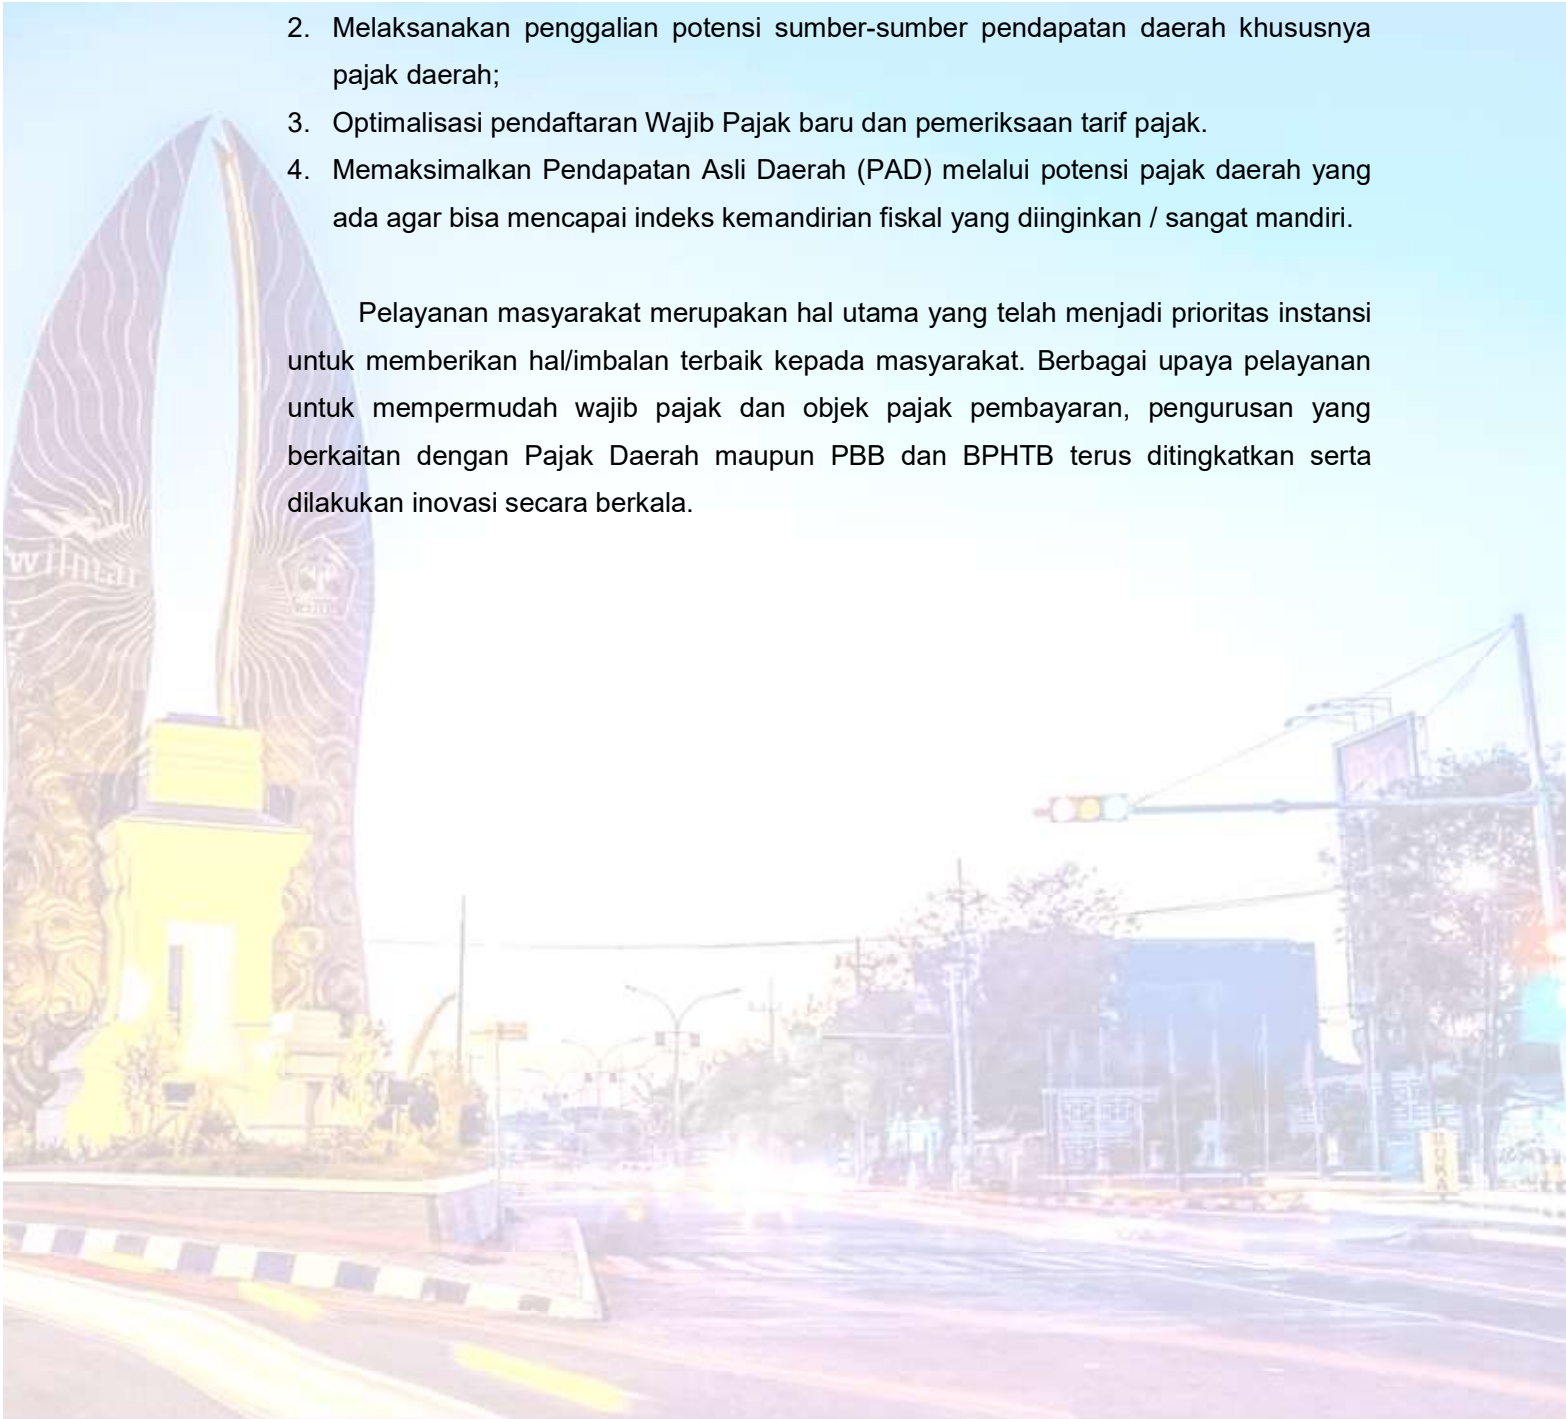 2. Melaksanakan penggalian potensi sumber-sumber pendapatan daerah khususnya
pajak daerah;
3. Optimalisasi pendaftaran Wajib Pajak baru dan pemeriksaan tarif pajak.
4. Memaksimalkan Pendapatan Asli Daerah (PAD) melalui potensi pajak daerah yang
ada agar bisa mencapai indeks kemandirian fiskal yang diinginkan / sangat mandiri.
Pelayanan masyarakat merupakan hal utama yang telah menjadi prioritas instansi
untuk memberikan hal/imbalan terbaik kepada masyarakat. Berbagai upaya pelayanan
untuk mempermudah wajib pajak dan objek pajak pembayaran, pengurusan yang
berkaitan dengan Pajak Daerah maupun PBB dan BPHTB terus ditingkatkan serta
dilakukan inovasi secara berkala.
wilmar
BUKA